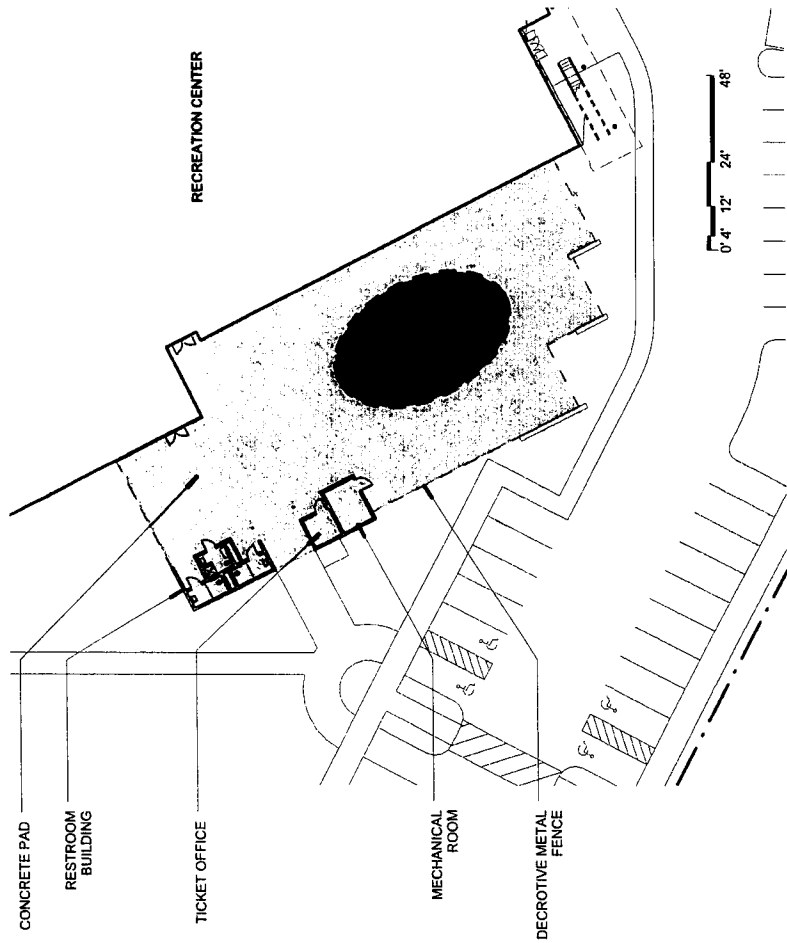 RECREATION CENTER
0' 4' 12' 24' 48'
CONCRETE PAD
RESTROOM
BUILDING
TICKET OFFICE
MECHANICAL
ROOM
DECROTIVE METAL
FENCE